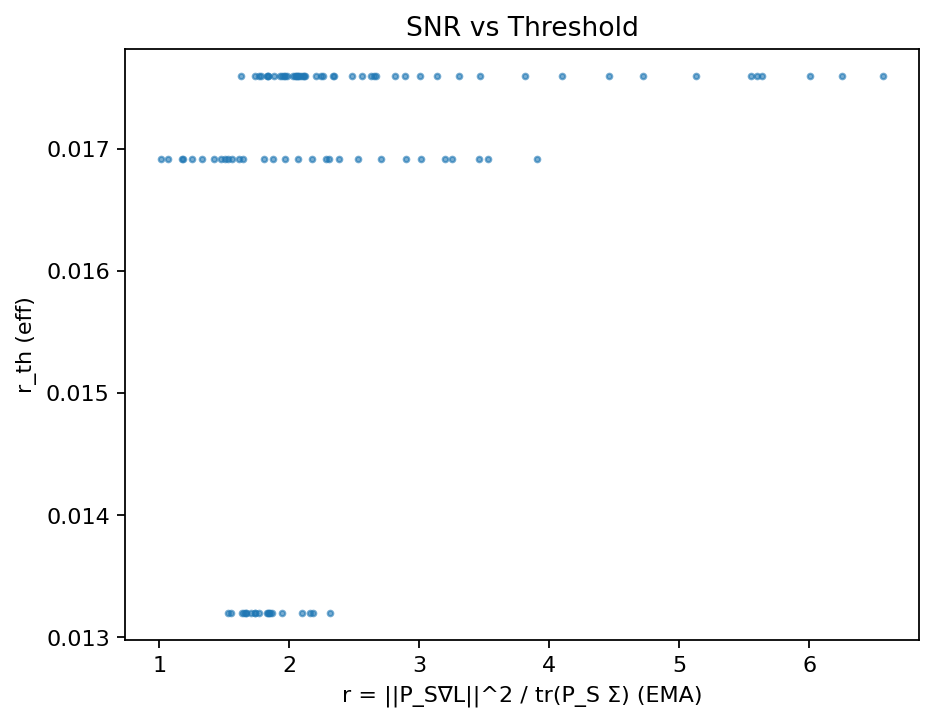 SNR vs Threshold
0.017
0.016
0.015
0.014
0.013
r_th (eff)
1 2 3 4 5 6
r = ||P_S∇L||^2 / tr(P_S Σ) (EMA)